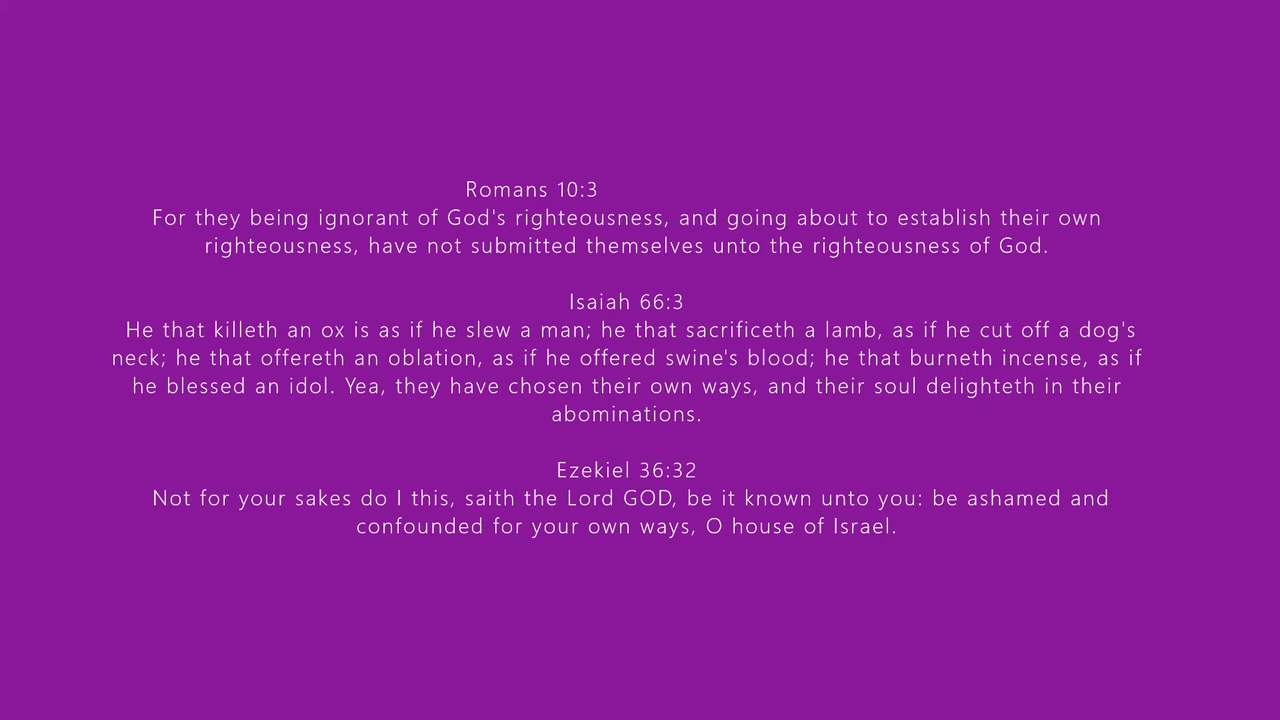 Romans 10:3
For they being ignorant of God's righteousness, and going about to establish their own
righteousness, have not submitted themselves unto the righteousness of God.
Isaiah 66:3
He that killeth an ox is as if he slew a man; he that sacrificeth a lamb, as if he cut off a dog's
neck; he that offereth an oblation, as if he offered swine's blood; he that burneth incense, as if
he blessed an idol. Yea, they have chosen their own ways, and their soul delighteth in their
abominations.
Ezekiel 36:32
Not for your sakes do I this, saith the Lord GOD, be it known unto you: be ashamed and
confounded for your own ways, O house of Israel.